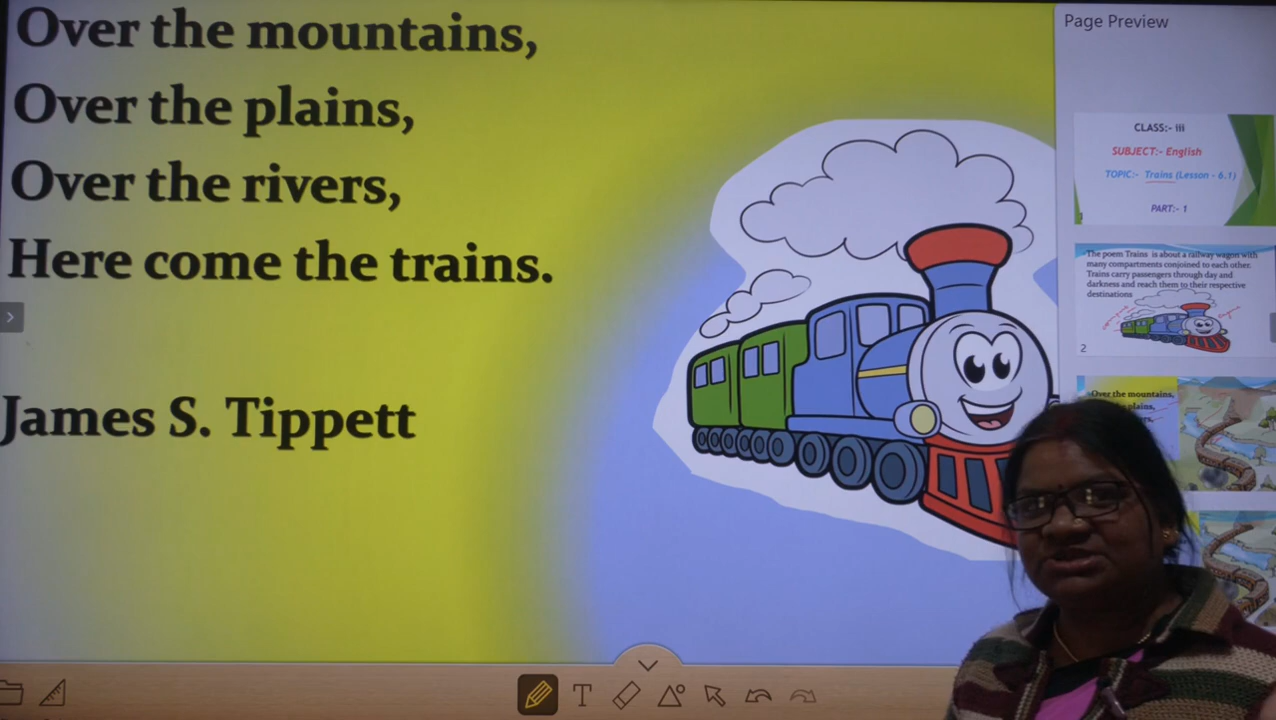 Over the mountains,
Over the plains,
Over the rivers,
Here come the trains.
James S. Tippett
Page Preview
CLASS:- iii
SUBJECT:- English
TOPIC:- Trains (Lesson - 6.1)
PART:- 1
The poem Trains is about a railway wagon with
many compartments conjoined to each other.
Trains carry passengers through day and
darkness and reach them to their respective
destinations
2
Over the mountains,
plains,
T